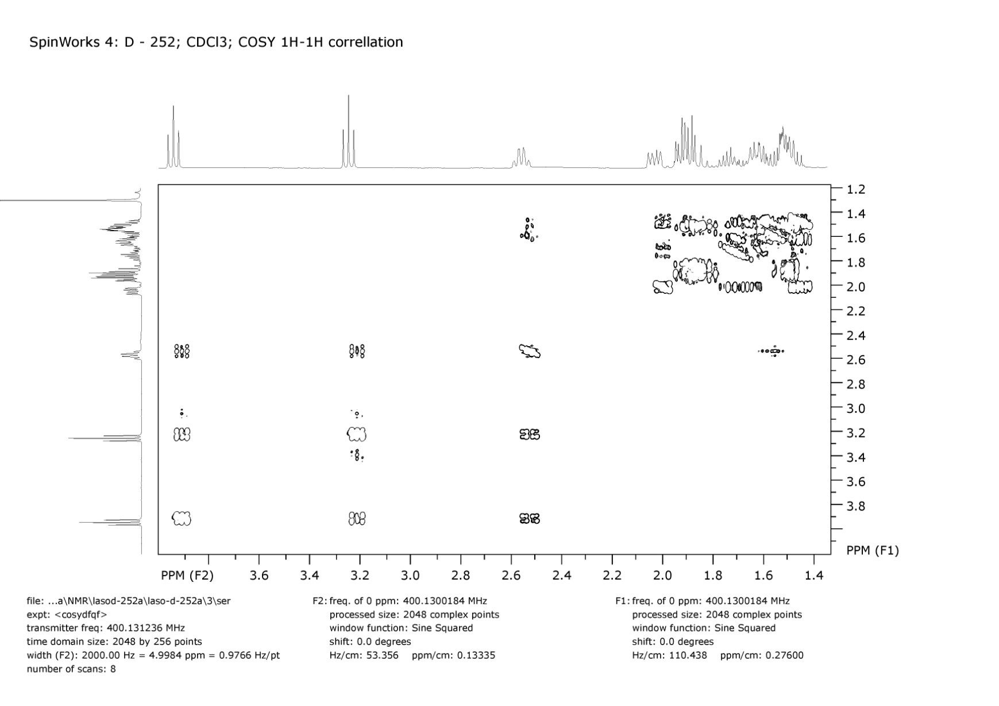 SpinWorks 4: D - 252; CDCl3; COSY 1H-1H correllation
1.2
1.4
1.6
1.8
2.0
2.2
2.4
2.6
2.8
3.0
3.2
3.4
3.6
3.8
PPM (F1)
PPM (F2) 3.6 3.4 3.2 3.0 2.8 2.6 2.4 2.2 2.0 1.8 1.6 1.4
file: ...a\NMR\lasod-252a\laso-d-252a\3\ser
expt: <cosydfqf>
transmitter freq: 400.131236 MHz
time domain size: 2048 by 256 points
width (F2): 2000.00 Hz = 4.9984 ppm = 0.9766 Hz/pt
number of scans: 8
F2: freq. of 0 ppm: 400.1300184 MHz
processed size: 2048 complex points
window function: Sine Squared
shift: 0.0 degrees
Hz/cm: 53.356 ppm/cm: 0.13335
F1: freq. of 0 ppm: 400.1300184 MHz
processed size: 2048 complex points
window function: Sine Squared
shift: 0.0 degrees
Hz/cm: 110.438 ppm/cm: 0.27600